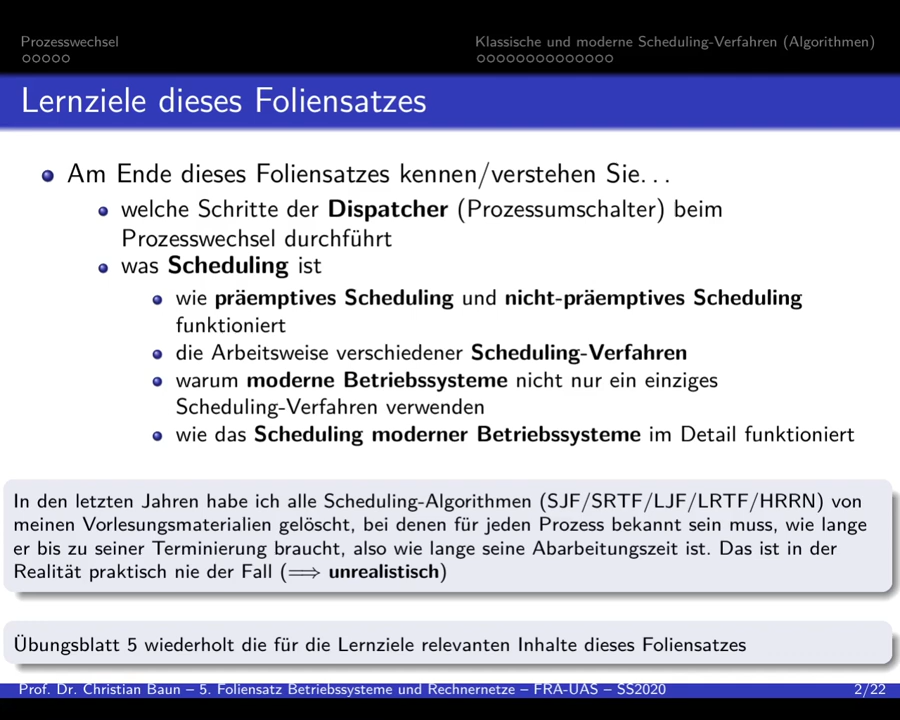 Prozesswechsel
Klassische und moderne Scheduling-Verfahren (Algorithmen)
Lernziele dieses Foliensatzes
Am Ende dieses Foliensatzes kennen/verstehen Sie...
welche Schritte der Dispatcher (Prozessumschalter) beim
Prozesswechsel durchführt
was Scheduling ist
wie präemptives Scheduling und nicht-präemptives Scheduling
funktioniert
die Arbeitsweise verschiedener Scheduling-Verfahren
warum moderne Betriebssysteme nicht nur ein einziges
Scheduling-Verfahren verwenden
wie das Scheduling moderner Betriebssysteme im Detail funktioniert
In den letzten Jahren habe ich alle Scheduling-Algorithmen (SJF/SRTF/LJF/LRTF/HRRN) von
meinen Vorlesungsmaterialien gelöscht, bei denen für jeden Prozess bekannt sein muss, wie lange
er bis zu seiner Terminierung braucht, also wie lange seine Abarbeitungszeit ist. Das ist in der
Realität praktisch nie der Fall (⟹ unrealistisch)
Übungsblatt 5 wiederholt die für die Lernziele relevanten Inhalte dieses Foliensatzes
Prof. Dr. Christian Baun – 5. Foliensatz Betriebssysteme und Rechnernetze – FRA-UAS – SS2020
2/22